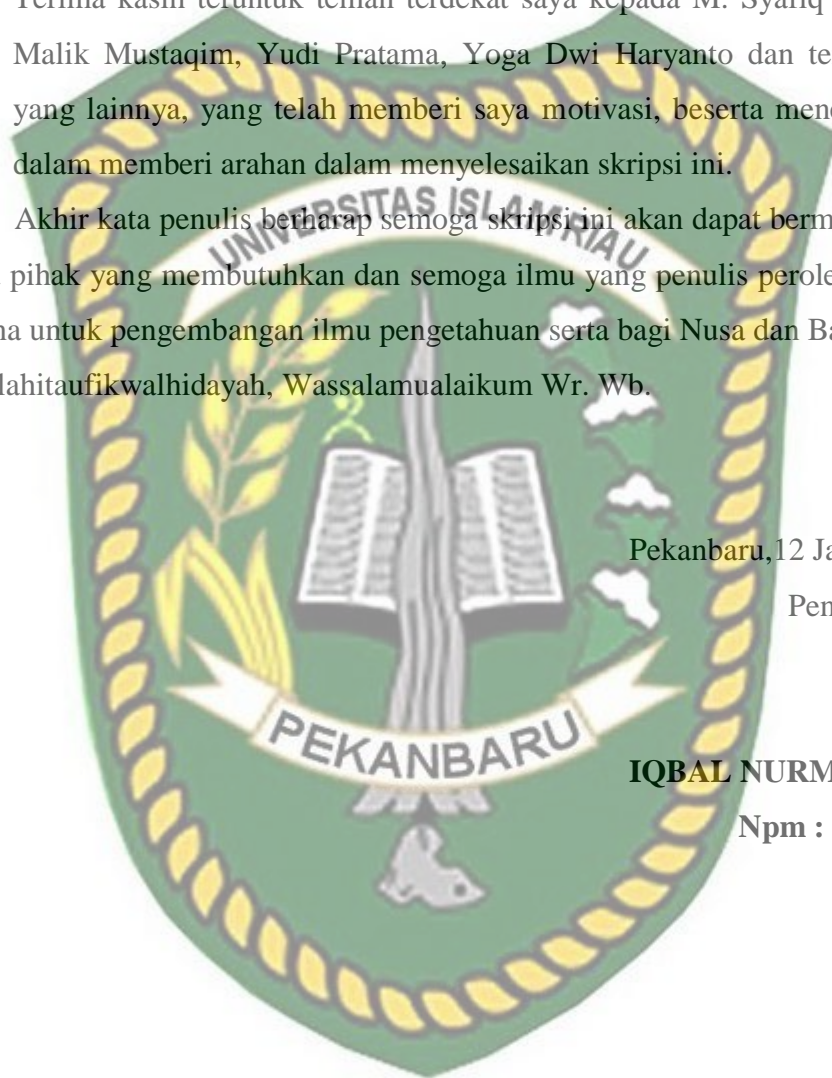 Terima kasih teruntuk teman terdekat saya kepada M. Syafiq
Malik Mustaqim, Yudi Pratama, Yoga Dwi Haryanto dan te
yang lainnya, yang telah memberi saya motivasi, beserta
dalam memberi arahan dalam menyelesaikan skripsi ini.
Akhir kata penulis berharap semoga skripsi ini akan dapat berm
pihak yang membutuhkan dan semoga ilmu yang penulis perole
na untuk pengembangan ilmu pengetahuan serta bagi Nusa dan Ba
lahitaufikwalhidayah, Wassalamualaikum Wr. Wb.
UNIVERSITAS ISLAM RIAU
Pekanbaru,12 Ja
Pen
PEKANBARU
IQBAL NURM
Npm :